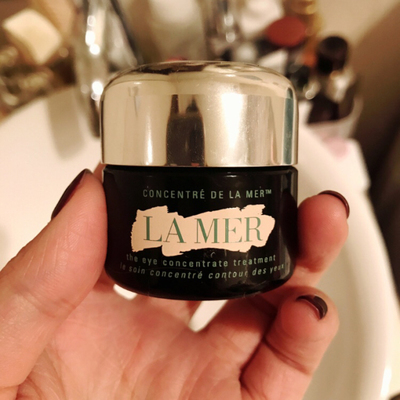 CONCENTRÉ DE LA MER™
LA MER
the eye concentrate treatment
le soin concentré contour des yeux